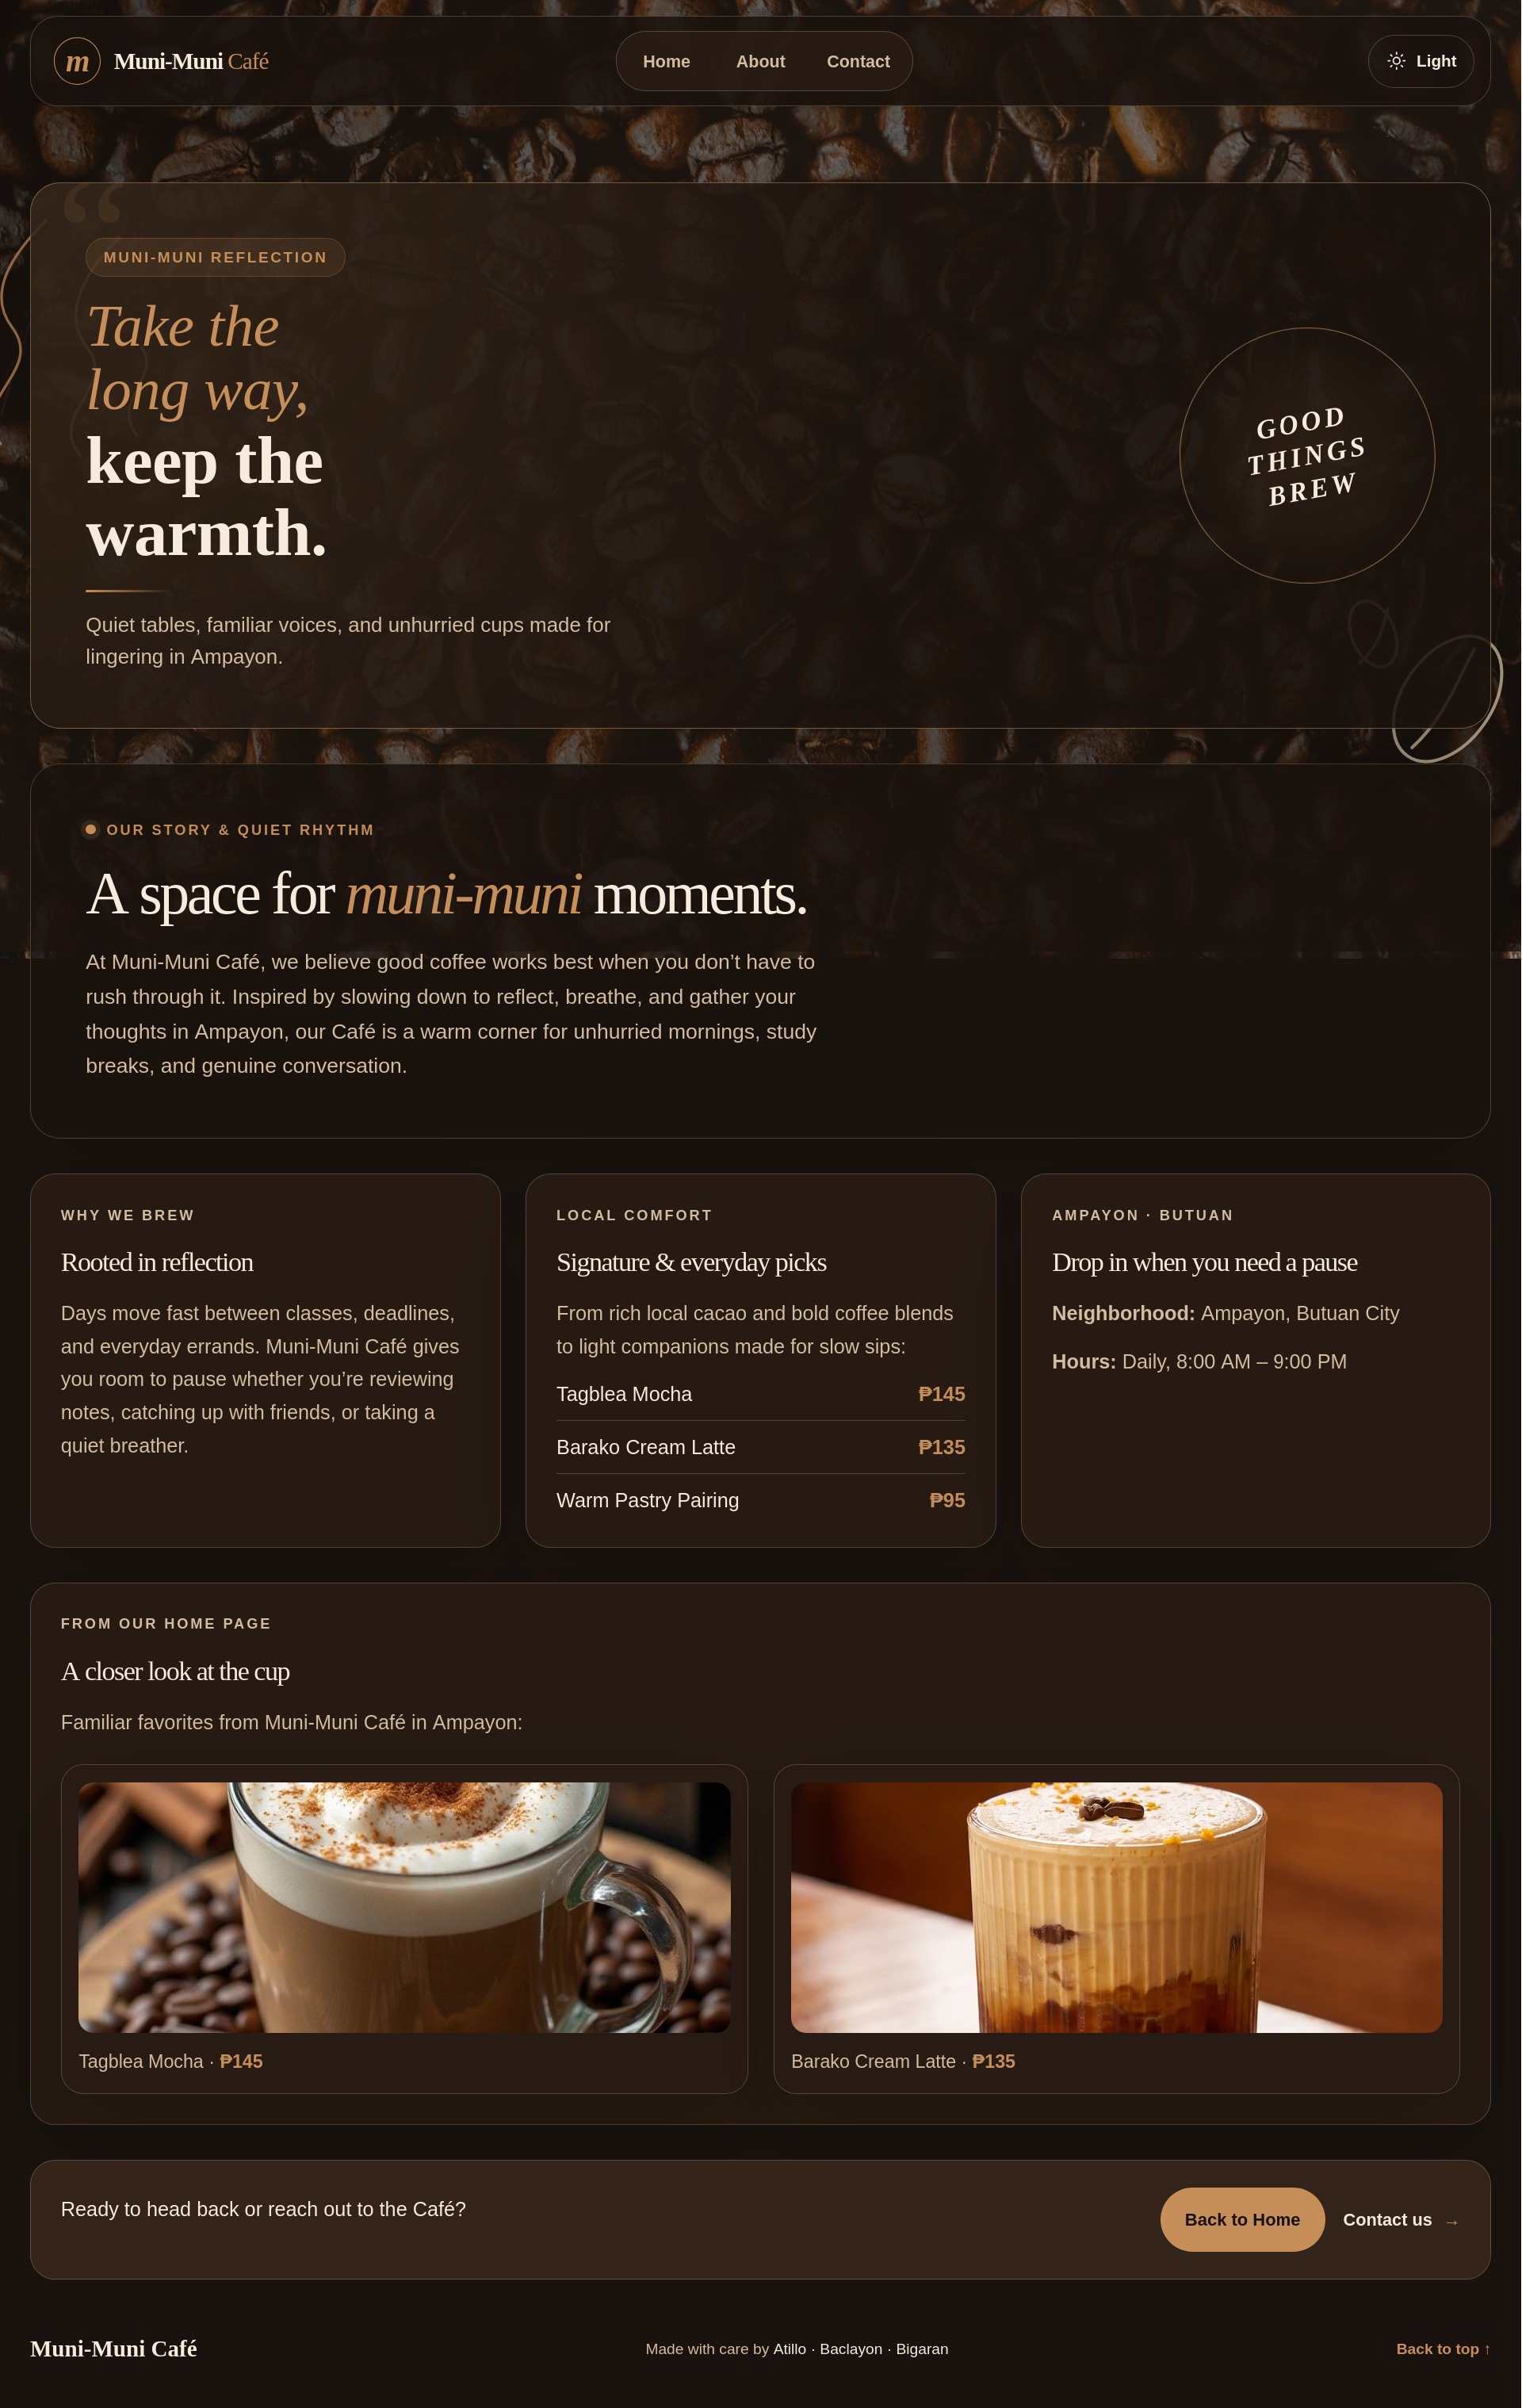 m Muni-Muni Café
Home About Contact
Light
“
MUNI-MUNI REFLECTION
Take the
long way,
keep the
warmth.
Quiet tables, familiar voices, and unhurried cups made for
lingering in Ampayon.
GOOD
THINGS
BREW
OUR STORY & QUIET RHYTHM
A space for muni-muni moments.
At Muni-Muni Café, we believe good coffee works best when you don’t have to
rush through it. Inspired by slowing down to reflect, breathe, and gather your
thoughts in Ampayon, our Café is a warm corner for unhurried mornings, study
breaks, and genuine conversation.
WHY WE BREW
Rooted in reflection
Days move fast between classes, deadlines,
and everyday errands. Muni-Muni Café gives
you room to pause whether you’re reviewing
notes, catching up with friends, or taking a
quiet breather.
LOCAL COMFORT
Signature & everyday picks
From rich local cacao and bold coffee blends
to light companions made for slow sips:
Tagblea Mocha ₱145
Barako Cream Latte ₱135
Warm Pastry Pairing ₱95
AMPAYON · BUTUAN
Drop in when you need a pause
Neighborhood: Ampayon, Butuan City
Hours: Daily, 8:00 AM – 9:00 PM
FROM OUR HOME PAGE
A closer look at the cup
Familiar favorites from Muni-Muni Café in Ampayon:
Tagblea Mocha · ₱145
Barako Cream Latte · ₱135
Ready to head back or reach out to the Café?
Back to Home
Contact us →
Muni-Muni Café
Made with care by Atillo · Baclayon · Bigaran
Back to top ↑